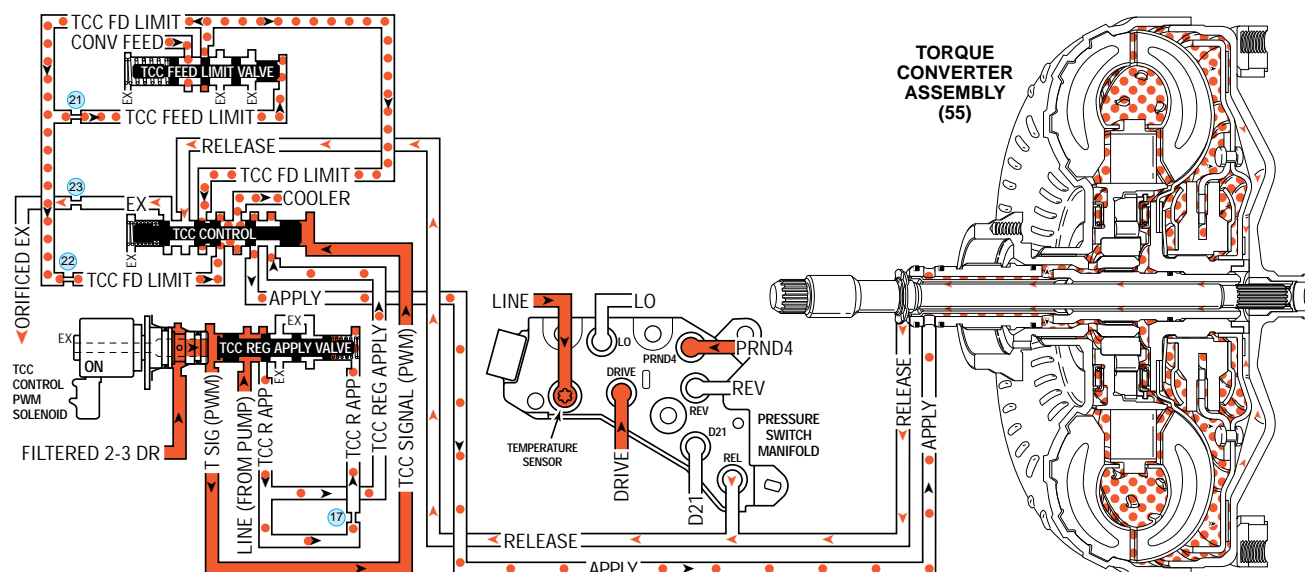 TCC FD LIMIT
CONV FEED
TCC FEED LIMIT VALVE
EX
EX
EX
21
TCC FEED LIMIT
RELEASE
TCC FD LIMIT
23
EX
COOLER
TCC CONTROL
EX
22
TCC FD LIMIT
ORIFICED EX
APPLY
EX
EX
TCC REG APPLY VALVE
ON
EX
TCC
CONTROL
PWM
SOLENOID
FILTERED 2-3 DR
T SIG (PWM)
LINE (FROM PUMP)
TCC R APP
TCC R APP
TCC REG APPLY
TCC SIGNAL (PWM)
17
TORQUE
CONVERTER
ASSEMBLY
(55)
LINE
LO
LO
PRND4
PRND4
DRIVE
REV
REV
TEMPERATURE
SENSOR
DRIVE
D21
D21
REL
PRESSURE
SWITCH
MANIFOLD
RELEASE
APPLY
RELEASE
APPLY